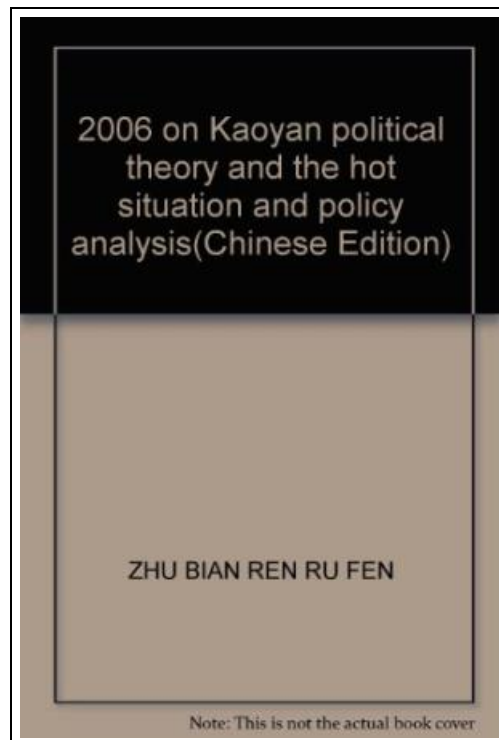 2006 on Kaoyan political
theory and the hot
situation and policy
analysis(Chinese Edition)
ZHU BIAN REN RU FEN
Note: This is not the actual book cover